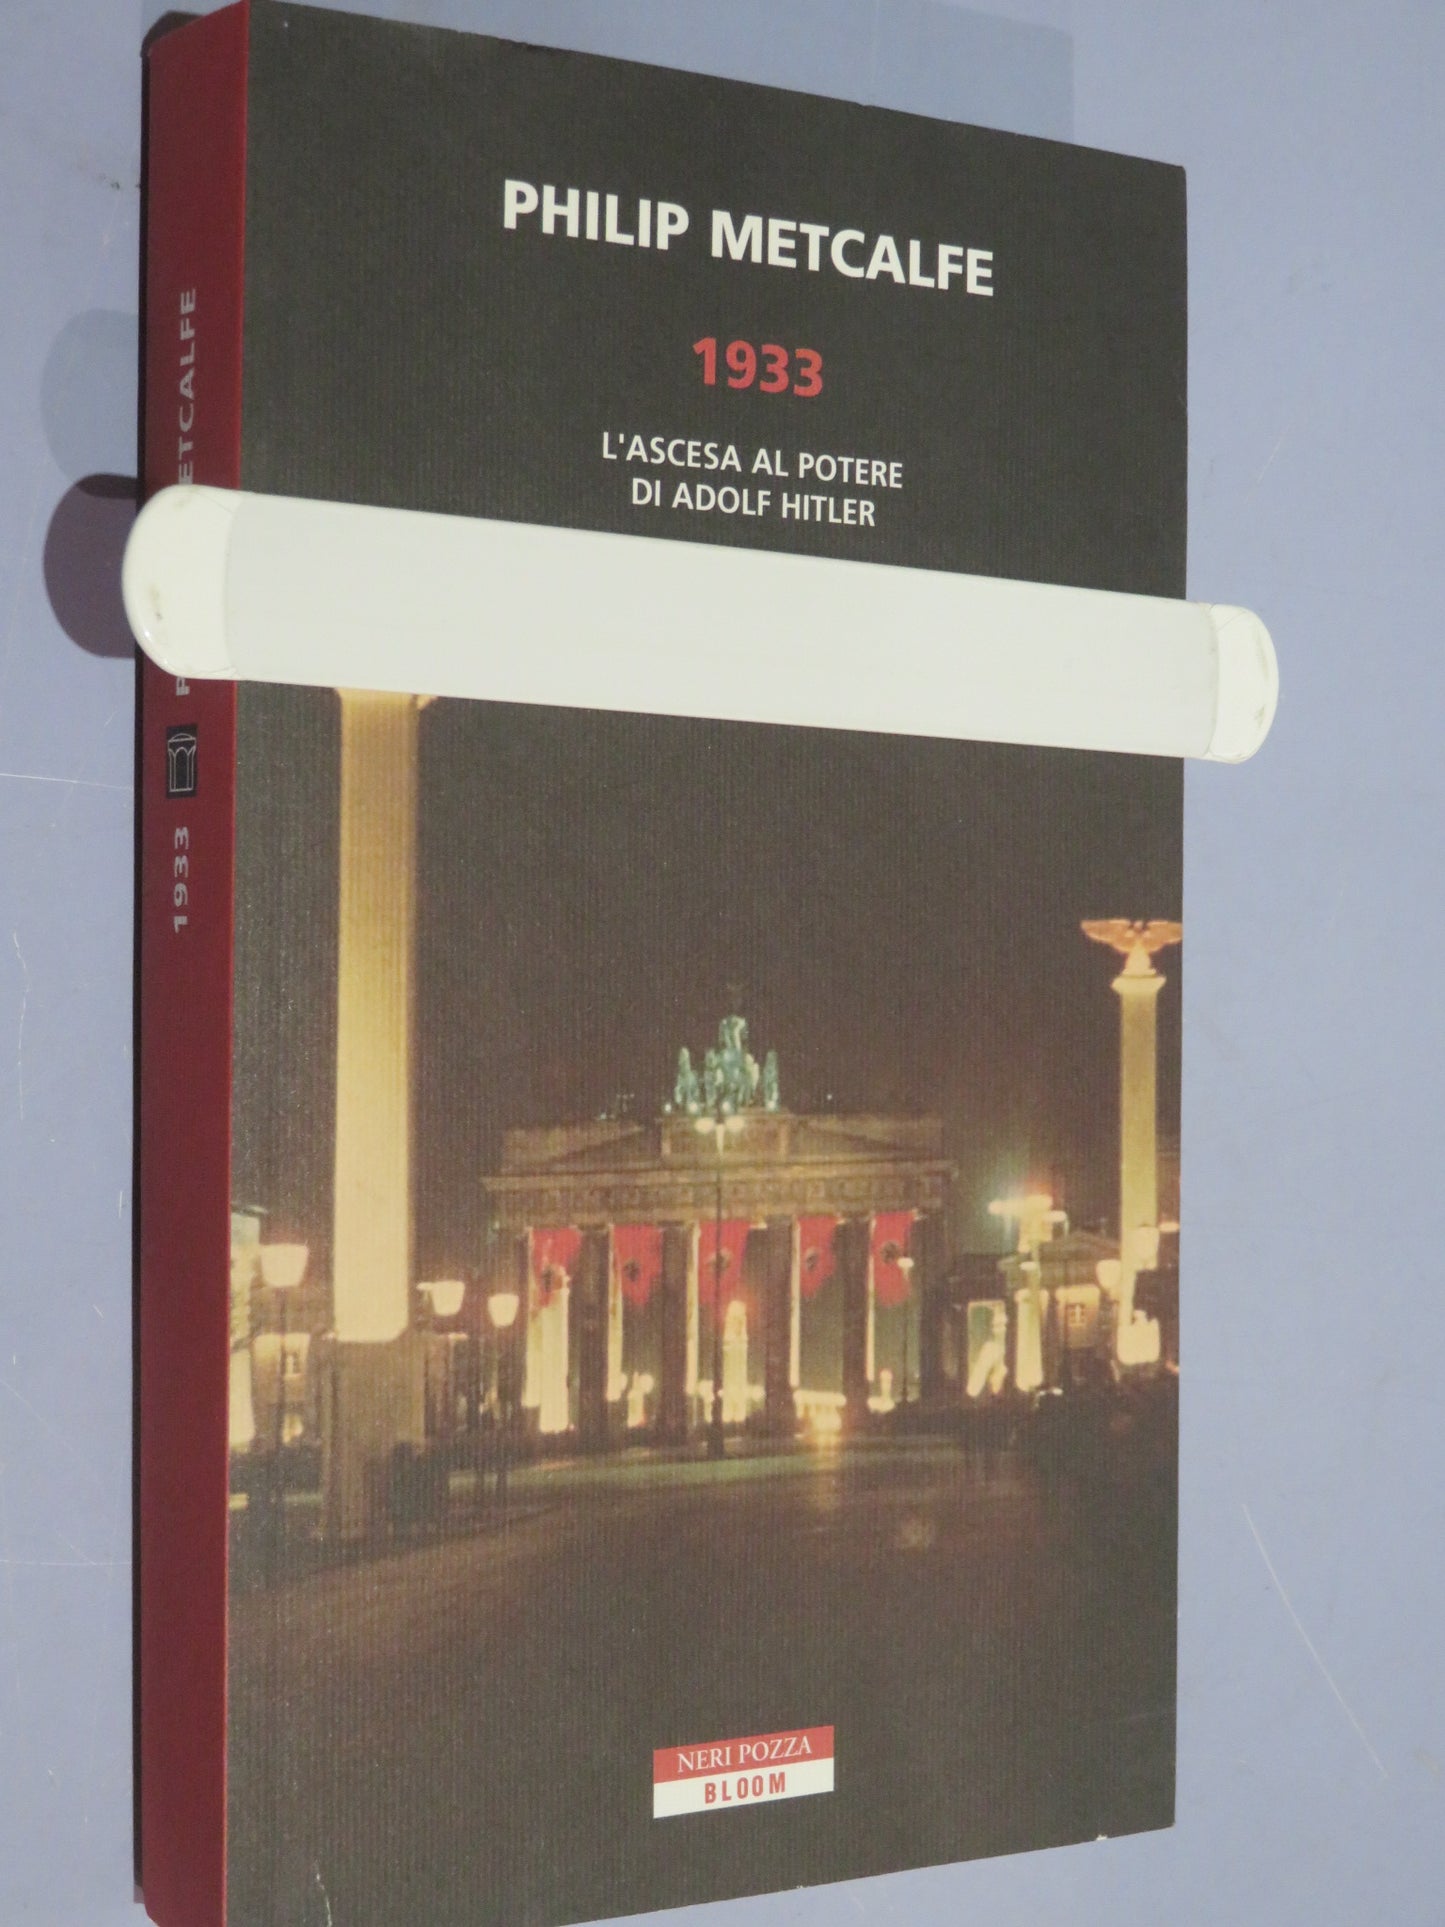 PHILIP METCALFE
1933
L'ASCESA AL POTERE
DI ADOLF HITLER
NERI POZZA
BLOOM
1933